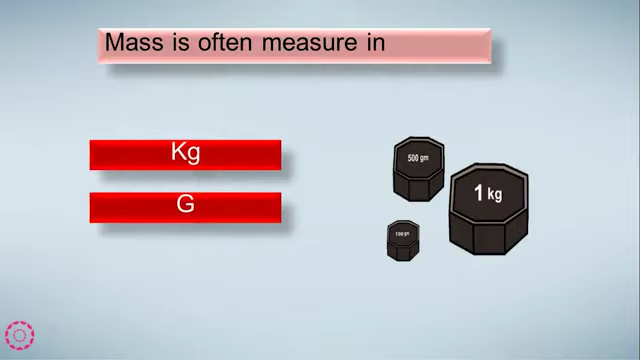 Mass is often measure in
Kg
G
500 gm
1 kg
100 gm